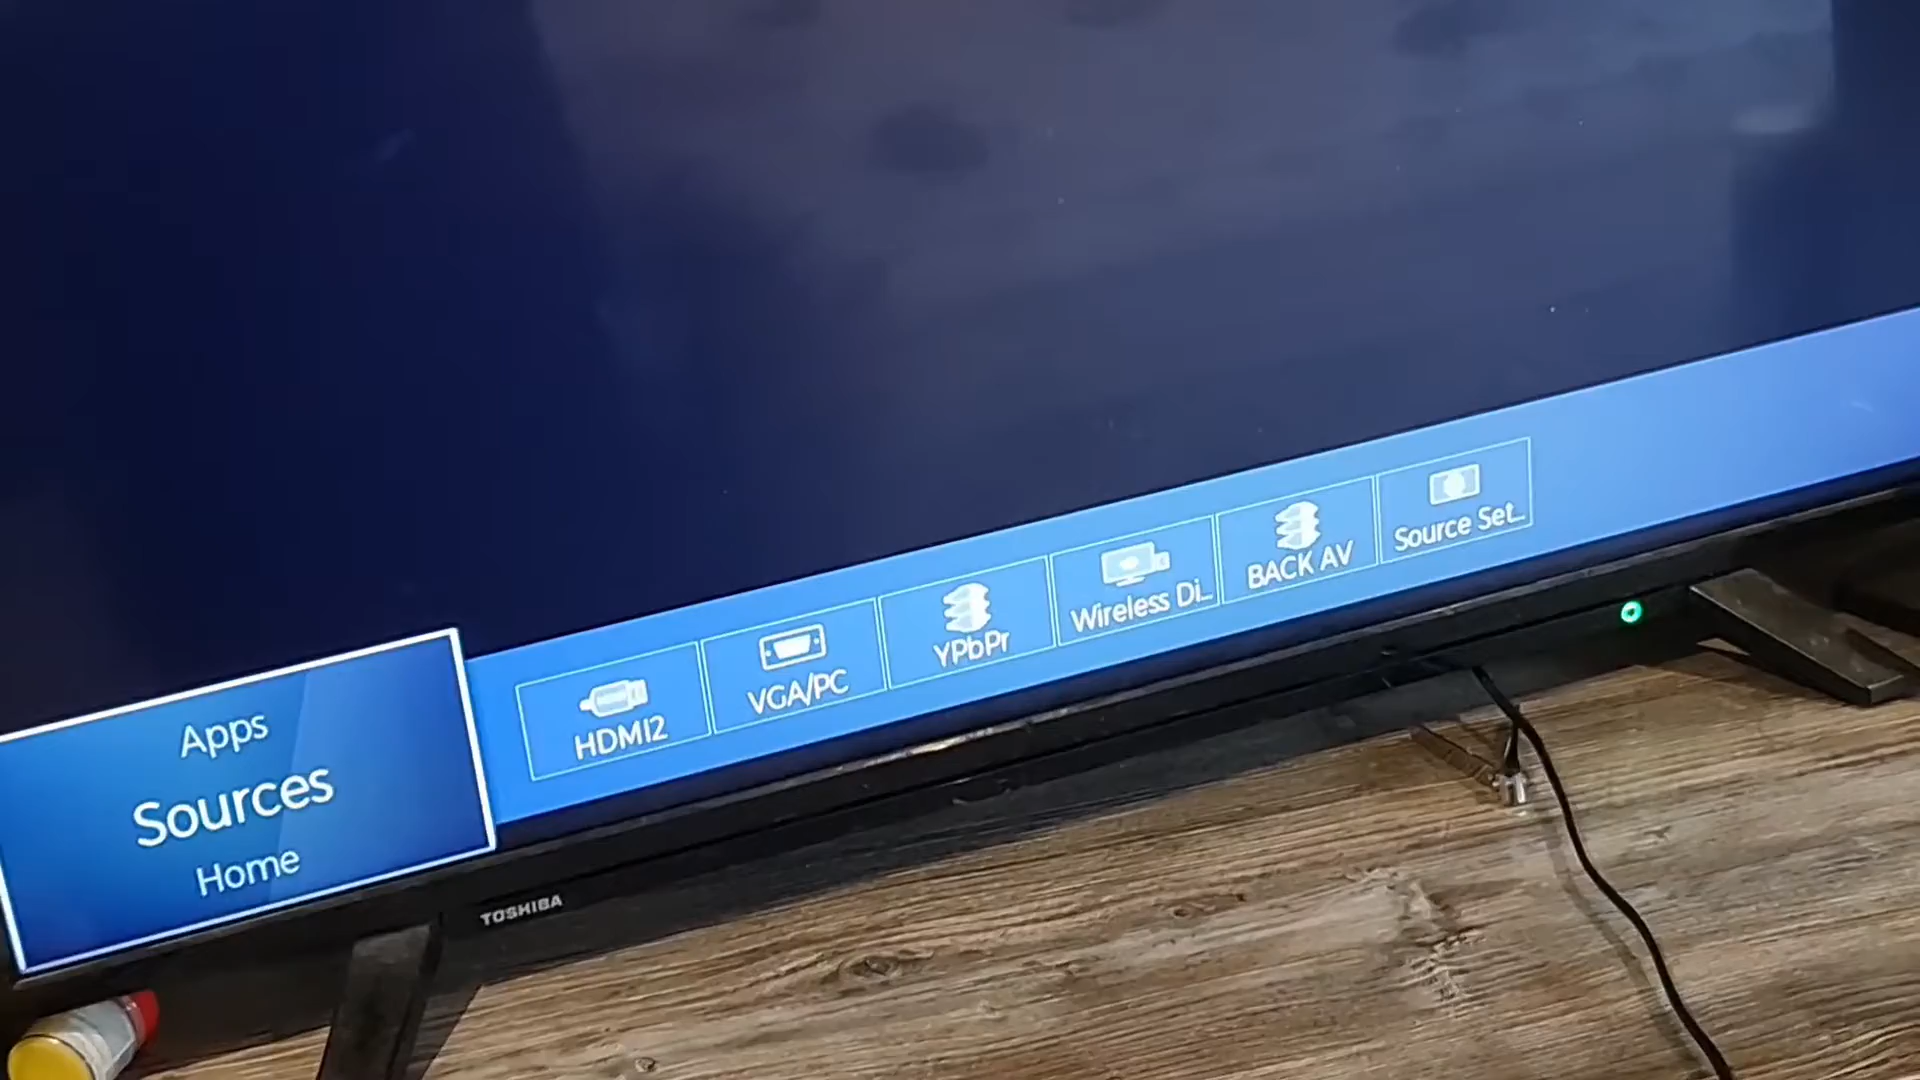 Apps
Sources
Home
HDMI2
VGA/PC
YPbPr
Wireless Di...
BACK AV
Source Set...
TOSHIBA